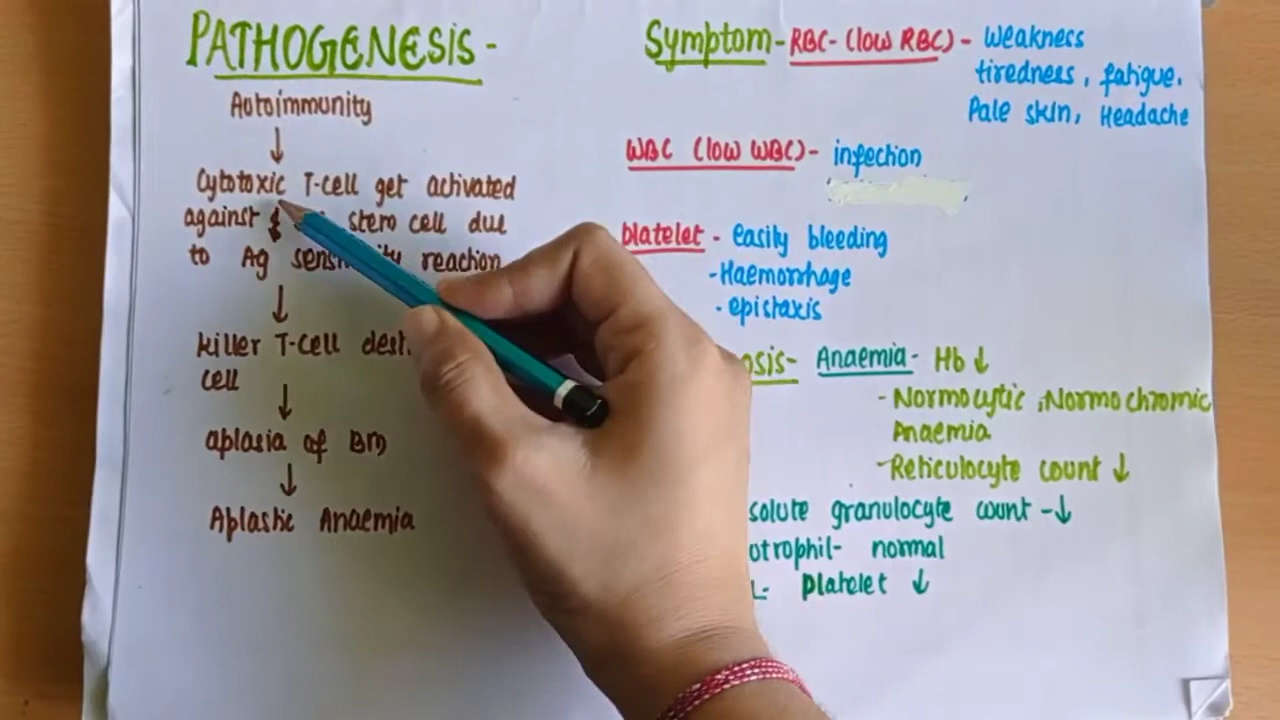 PATHOGENESIS-
Autoimmunity
↓
Cytotoxic T-cell get activated
against stem cell due
to Ag reaction
↓
killer T-cell
cell
↓
aplasia of BM
↓
Aplastic Anaemia
Symptom- RBC- (low RBC)- weakness
tiredness, fatigue.
Pale skin, Headache
WBC (low WBC)- infection
platelet - easily bleeding
-Haemorrhage
- epistaxis
Anaemia- Hb ↓
- Normocytic, Normochromic
Anaemia
-Reticulocyte count ↓
granulocyte count -↓
normal
Platelet ↓